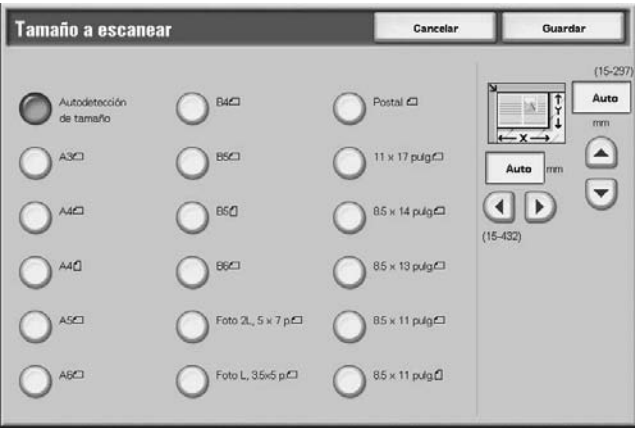 Tamaño a escanear
Cancelar
Guardar
Autodetección
de tamaño
A3
A4
A4
A5
A6
B4
B5
B5
B6
Foto 2L, 5 x 7 p.
Foto L, 3.5x5 p.
Postal
11 x 17 pulg.
8.5 x 14 pulg.
8.5 x 13 pulg.
8.5 x 11 pulg.
8.5 x 11 pulg.
(15-297)
Auto
mm
Y
X
Auto mm
(15-432)